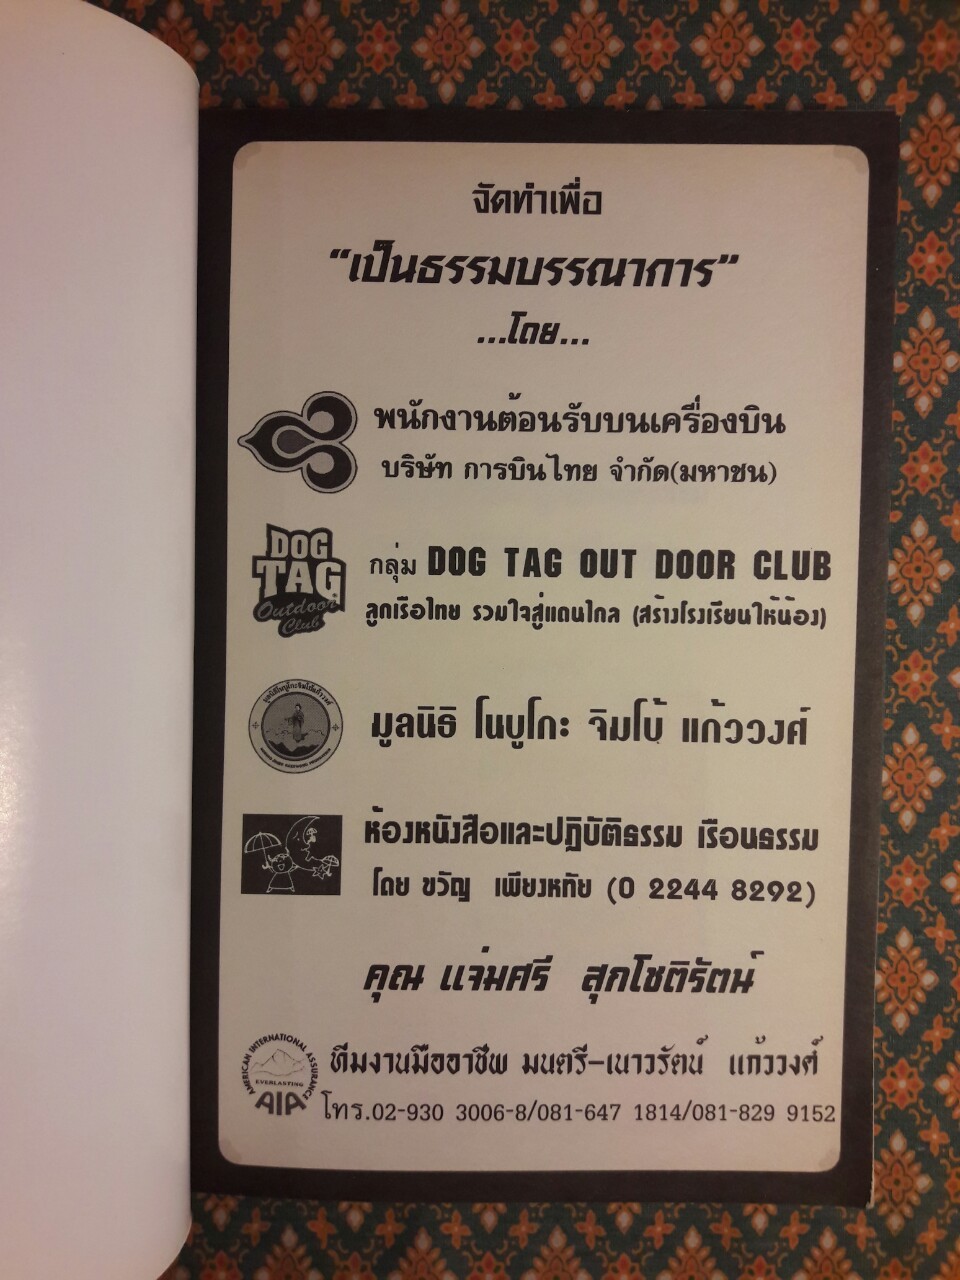 จัดทำเพื่อ
“เป็นธรรมบรรณาการ”
...โดย...
พนักงานต้อนรับบนเครื่องบิน
บริษัท การบินไทย จำกัด(มหาชน)
DOG
TAG
Outdoor
Club
กลุ่ม DOG TAG OUT DOOR CLUB
ลูกเรือไทย รวมใจสู่แดนไกล (สร้างโรงเรียนให้น้อง)
มูลนิธิ โนบูโกะ จิมโบ้ แก้ววงศ์
ห้องหนังสือและปฏิบัติธรรม เรือนธรรม
โดย ขวัญ เพียงหทัย (0 2244 8292)
คุณ แจ่มศรี สุกโชติรัตน์
AMERICAN INTERNATIONAL ASSURANCE
EVERLASTING
AIA
ทีมงานมืออาชีพ มนตรี-เนาวรัตน์ แก้ววงศ์
โทร.02-930 3006-8/081-647 1814/081-829 9152